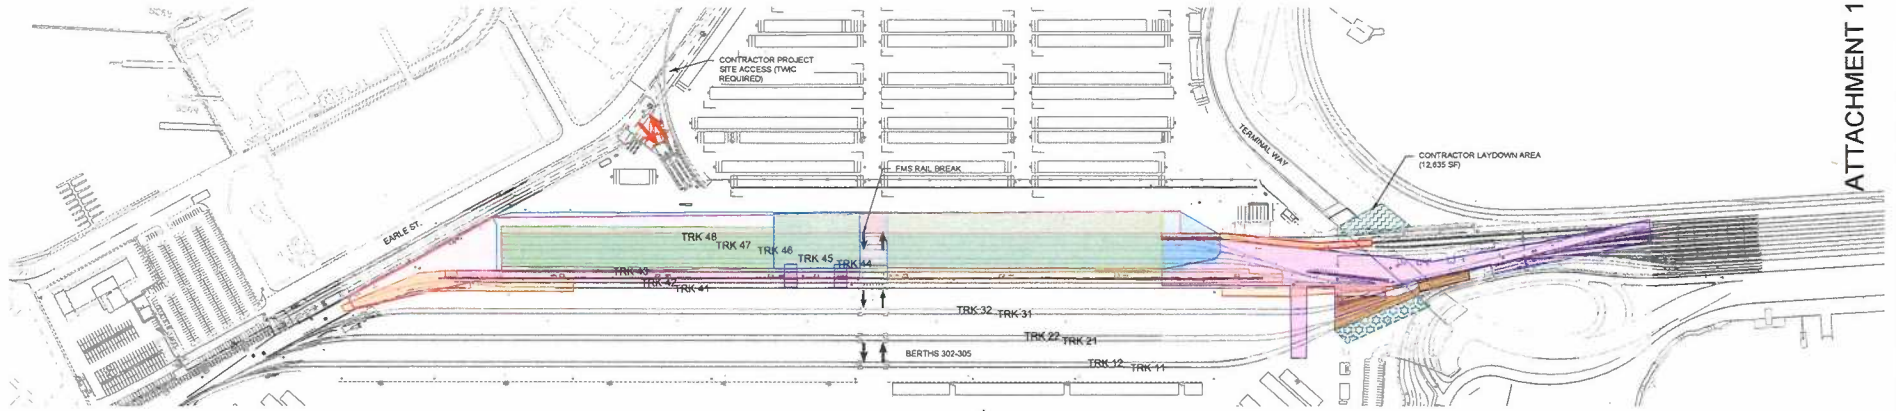 ATTACHMENT 1
CONTRACTOR PROJECT
SITE ACCESS (TWIC
REQUIRED)
TERMINAL WAY
CONTRACTOR LAYDOWN AREA
(12,635 SF)
FMS RAIL BREAK
EARLE ST.
TRK 48
TRK 47
TRK 46
TRK 45
TRK 44
TRK 43
TRK 42
TRK 41
TRK 32
TRK 31
TRK 22
TRK 21
BERTHS 302-305
TRK 12
TRK 11